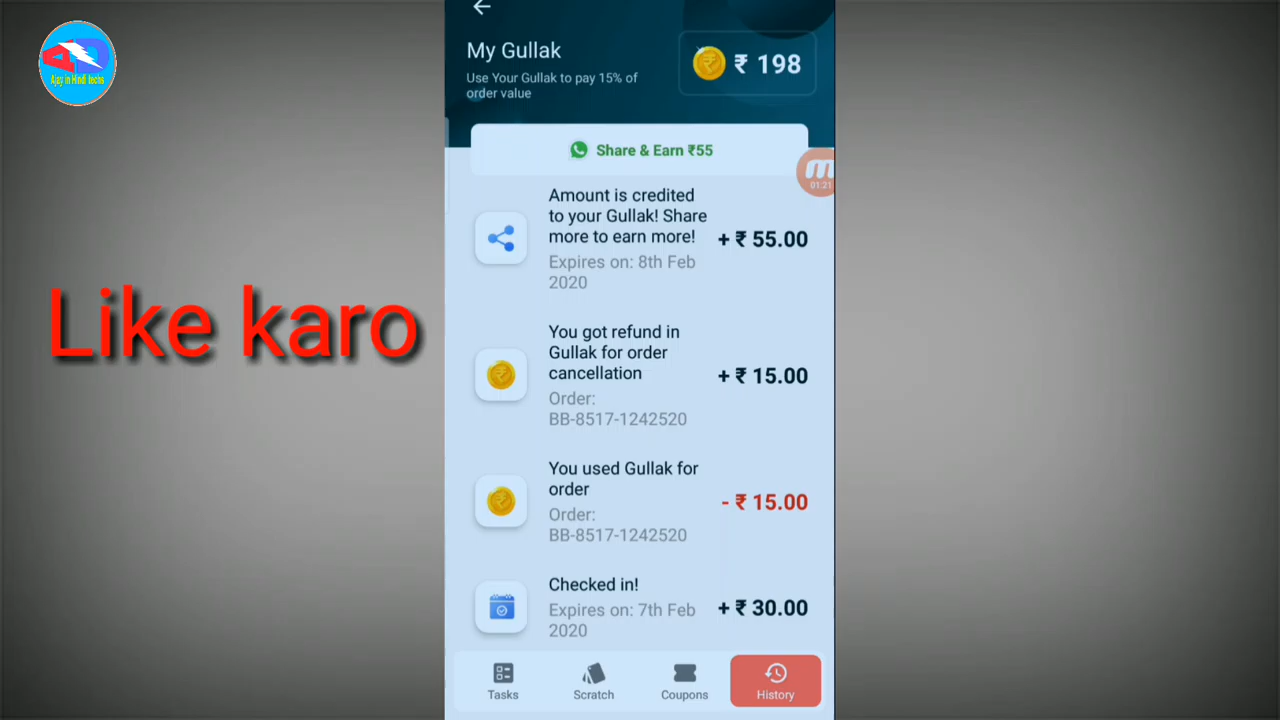 AD
Ajay in Hindi techs
My Gullak
Use Your Gullak to pay 15% of
order value
₹ 198
Share & Earn ₹55
01:21
Amount is credited
to your Gullak! Share
more to earn more!
+ ₹ 55.00
Expires on: 8th Feb
2020
Like karo
You got refund in
Gullak for order
cancellation
+ ₹ 15.00
Order:
BB-8517-1242520
You used Gullak for
order
- ₹ 15.00
Order:
BB-8517-1242520
Checked in!
+ ₹ 30.00
Expires on: 7th Feb
2020
Tasks
Scratch
Coupons
History